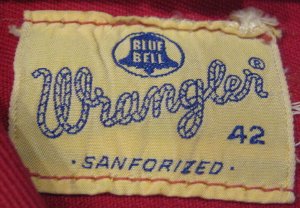 BLUE
BELL
Wrangler®
42
· SANFORIZED ·